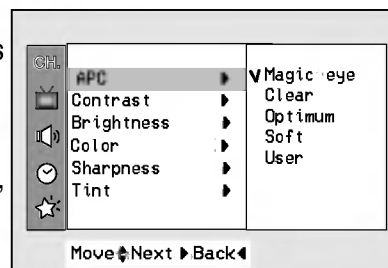 s
CH.
APC
Contrast
Brightness
Color
Sharpness
Tint
V Magic eye
Clear
Optimum
Soft
User
,
Move Next Back